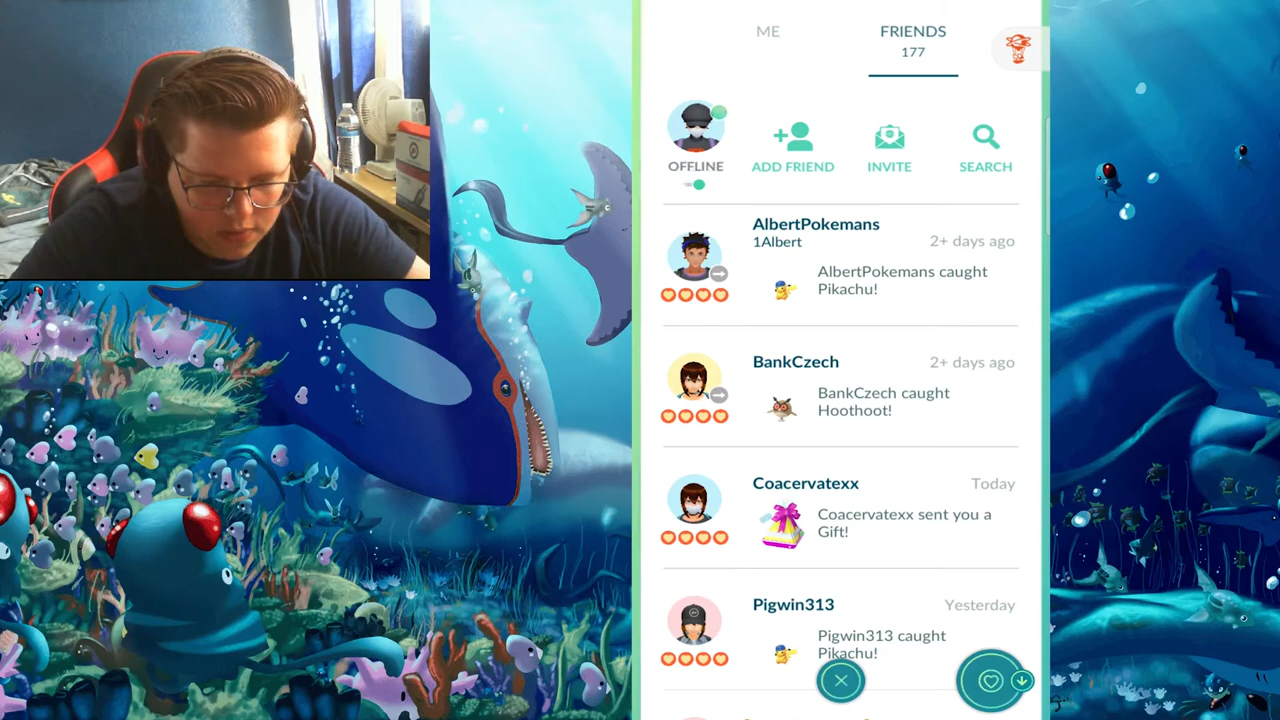 ME
FRIENDS
177
OFFLINE
ADD FRIEND
INVITE
SEARCH
AlbertPokemans
1Albert
2+ days ago
AlbertPokemans caught
Pikachu!
BankCzech
2+ days ago
BankCzech caught
Hoothoot!
Coacervatexx
Today
Coacervatexx sent you a
Gift!
Pigwin313
Yesterday
Pigwin313 caught
Pikachu!